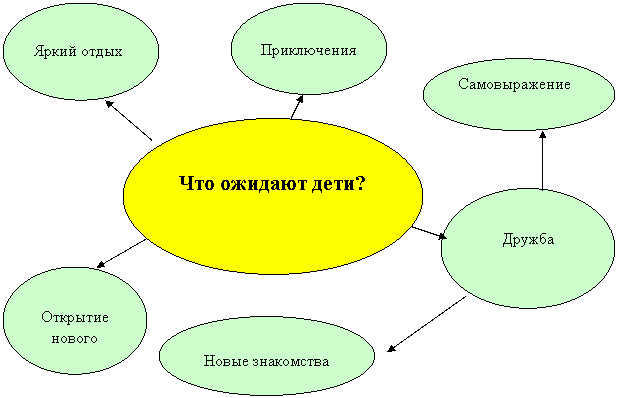 Яркий отдых
Приключения
Самовыражение
Что ожидают дети?
Дружба
Открытие
нового
Новые знакомства